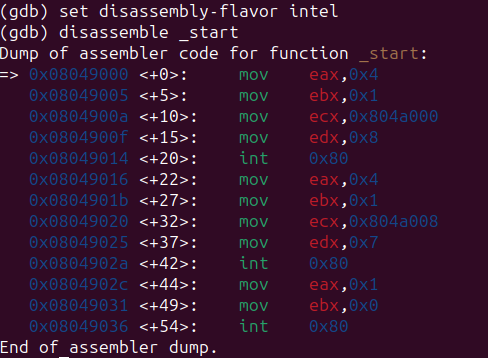 (gdb) set disassembly-flavor intel
(gdb) disassemble _start
Dump of assembler code for function _start:
=> 0x08049000 <+0>:     mov    eax,0x4
   0x08049005 <+5>:     mov    ebx,0x1
   0x0804900a <+10>:    mov    ecx,0x804a000
   0x0804900f <+15>:    mov    edx,0x8
   0x08049014 <+20>:    int    0x80
   0x08049016 <+22>:    mov    eax,0x4
   0x0804901b <+27>:    mov    ebx,0x1
   0x08049020 <+32>:    mov    ecx,0x804a008
   0x08049025 <+37>:    mov    edx,0x7
   0x0804902a <+42>:    int    0x80
   0x0804902c <+44>:    mov    eax,0x1
   0x08049031 <+49>:    mov    ebx,0x0
   0x08049036 <+54>:    int    0x80
End of assembler dump.